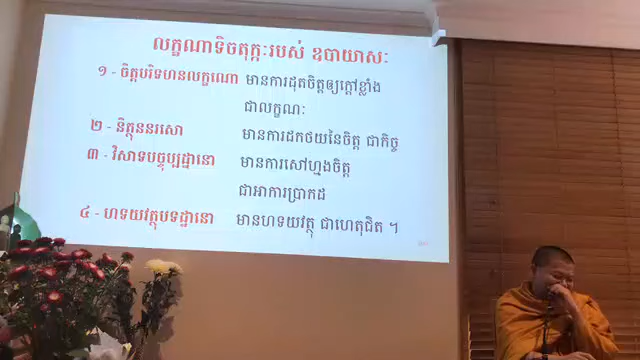 លក្ខណាទិចតុក្កៈរបស់ ឧបាយាសៈ
១ - ចិត្តបរិទហនលក្ខណោ មានការដុតចិត្តឲ្យក្ដៅខ្លាំង
ជាលក្ខណៈ
២ - និត្ថុននរសោ មានការដកថយនៃចិត្ត ជាកិច្ច
៣ - វិសាទបច្ចុប្បដ្ឋានោ មានការសៅហ្មងចិត្ត
ជាអាការប្រាកដ
៤ - ហទយវត្ថុបទដ្ឋានោ មានហទយវត្ថុ ជាហេតុជិត ។